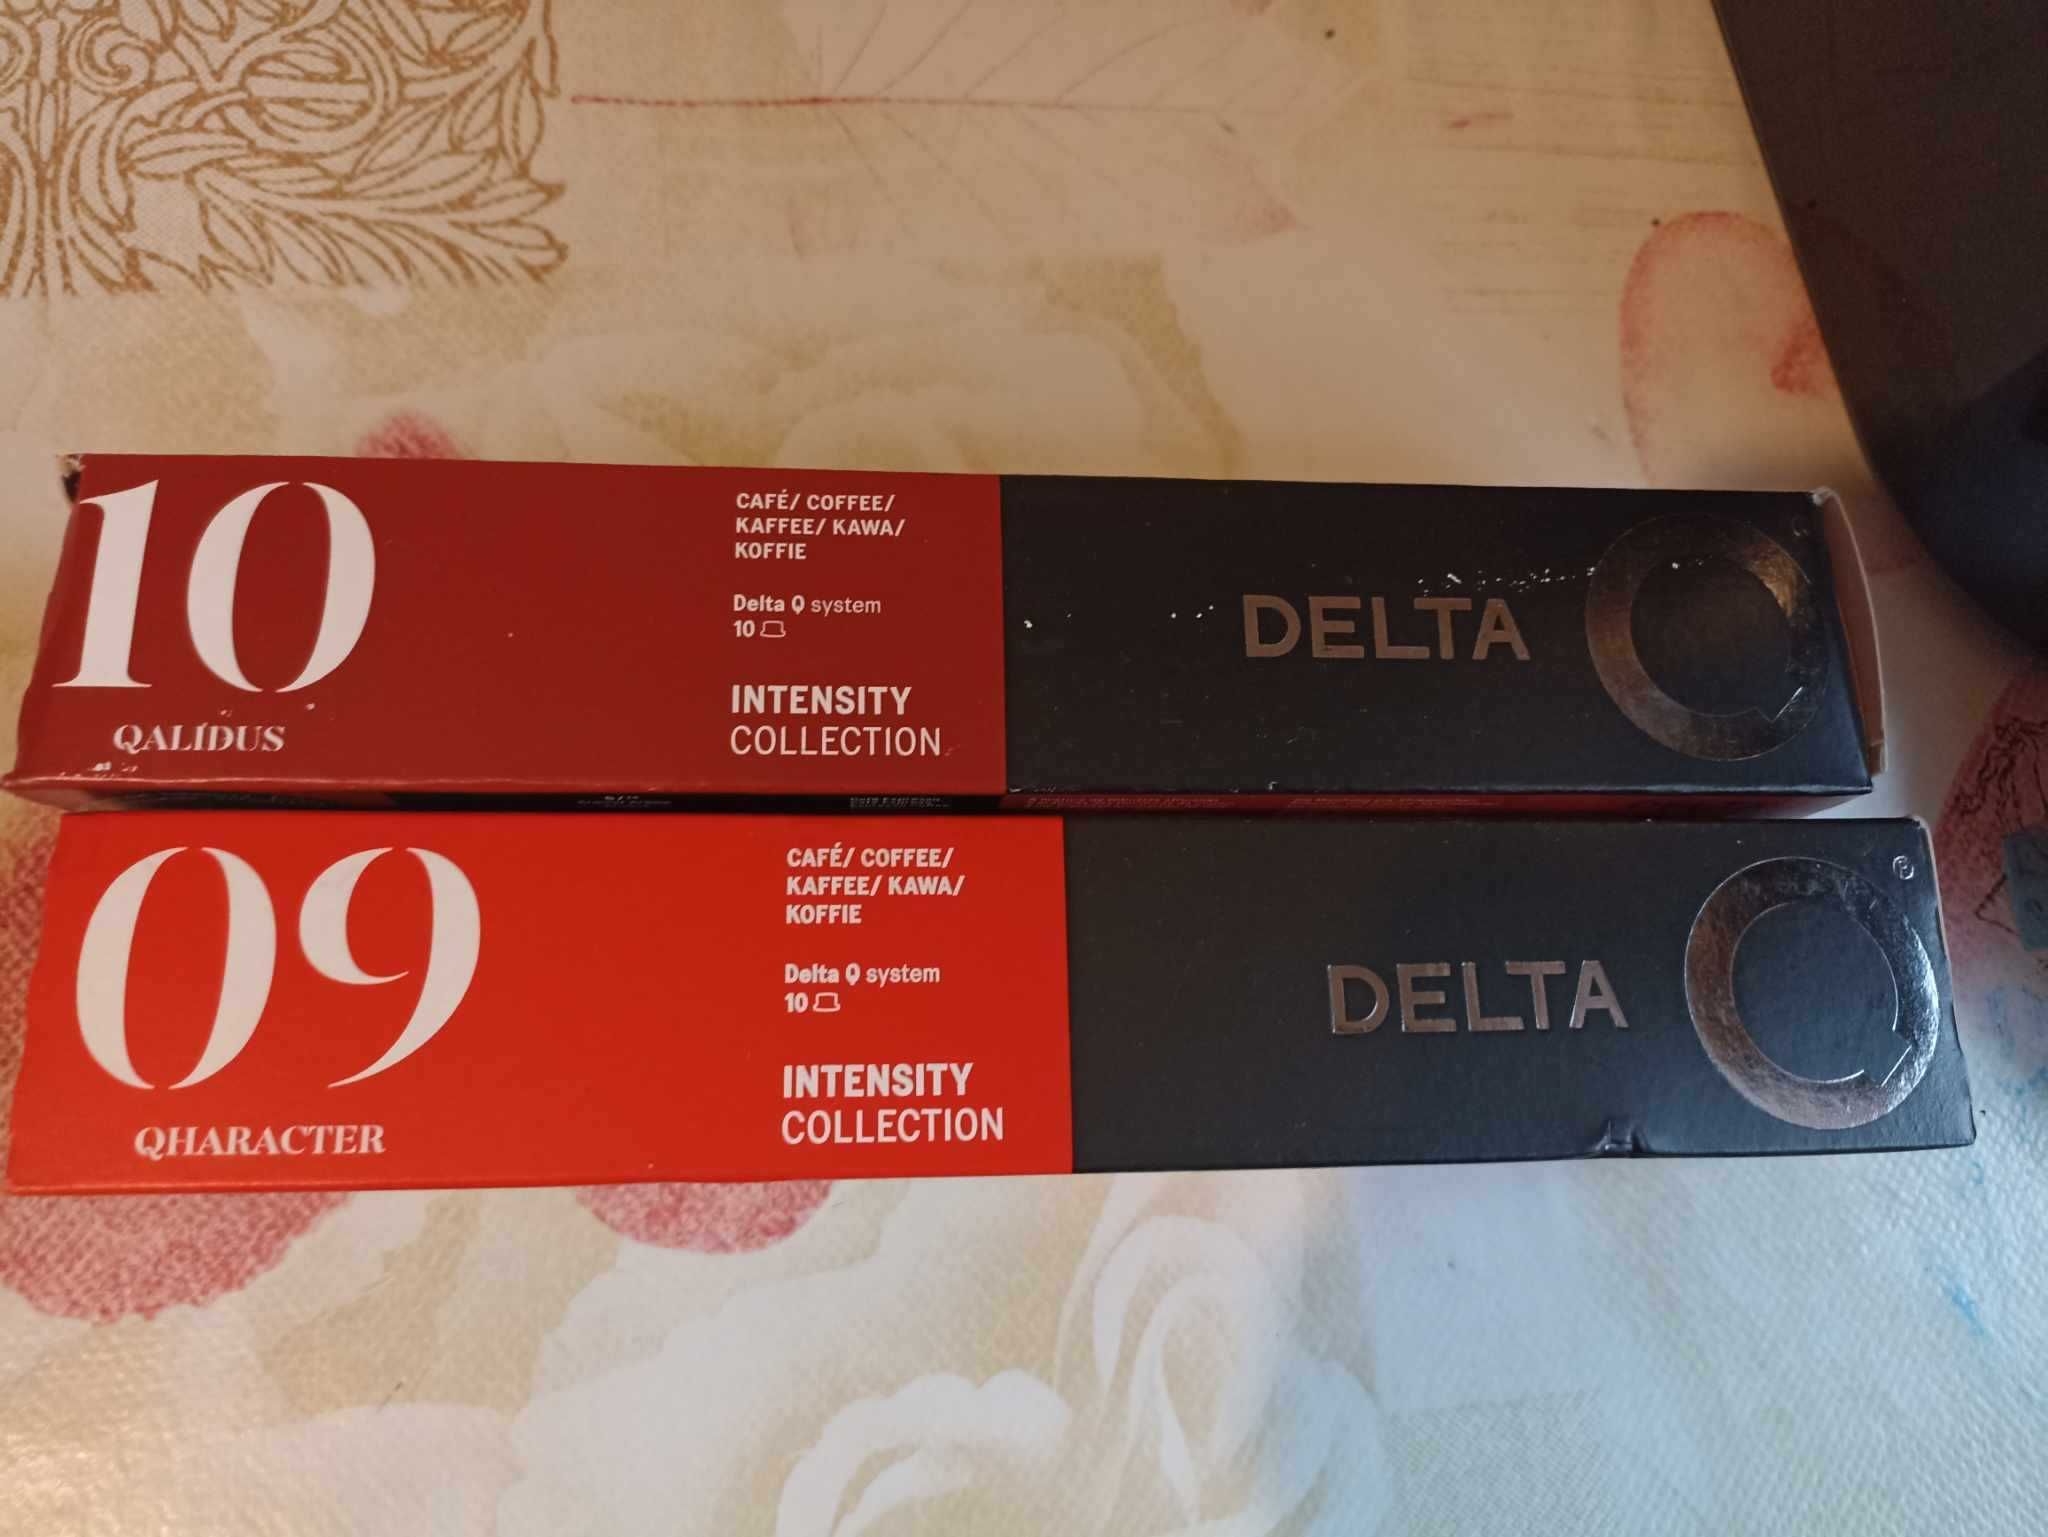 10
QALIDUS
CAFÉ/ COFFEE/
KAFFEE/ KAWA/
KOFFIE
Delta Q system
10
INTENSITY
COLLECTION
DELTA
09
QHARACTER
CAFÉ/ COFFEE/
KAFFEE/ KAWA/
KOFFIE
Delta Q system
10
INTENSITY
COLLECTION
DELTA Q ®